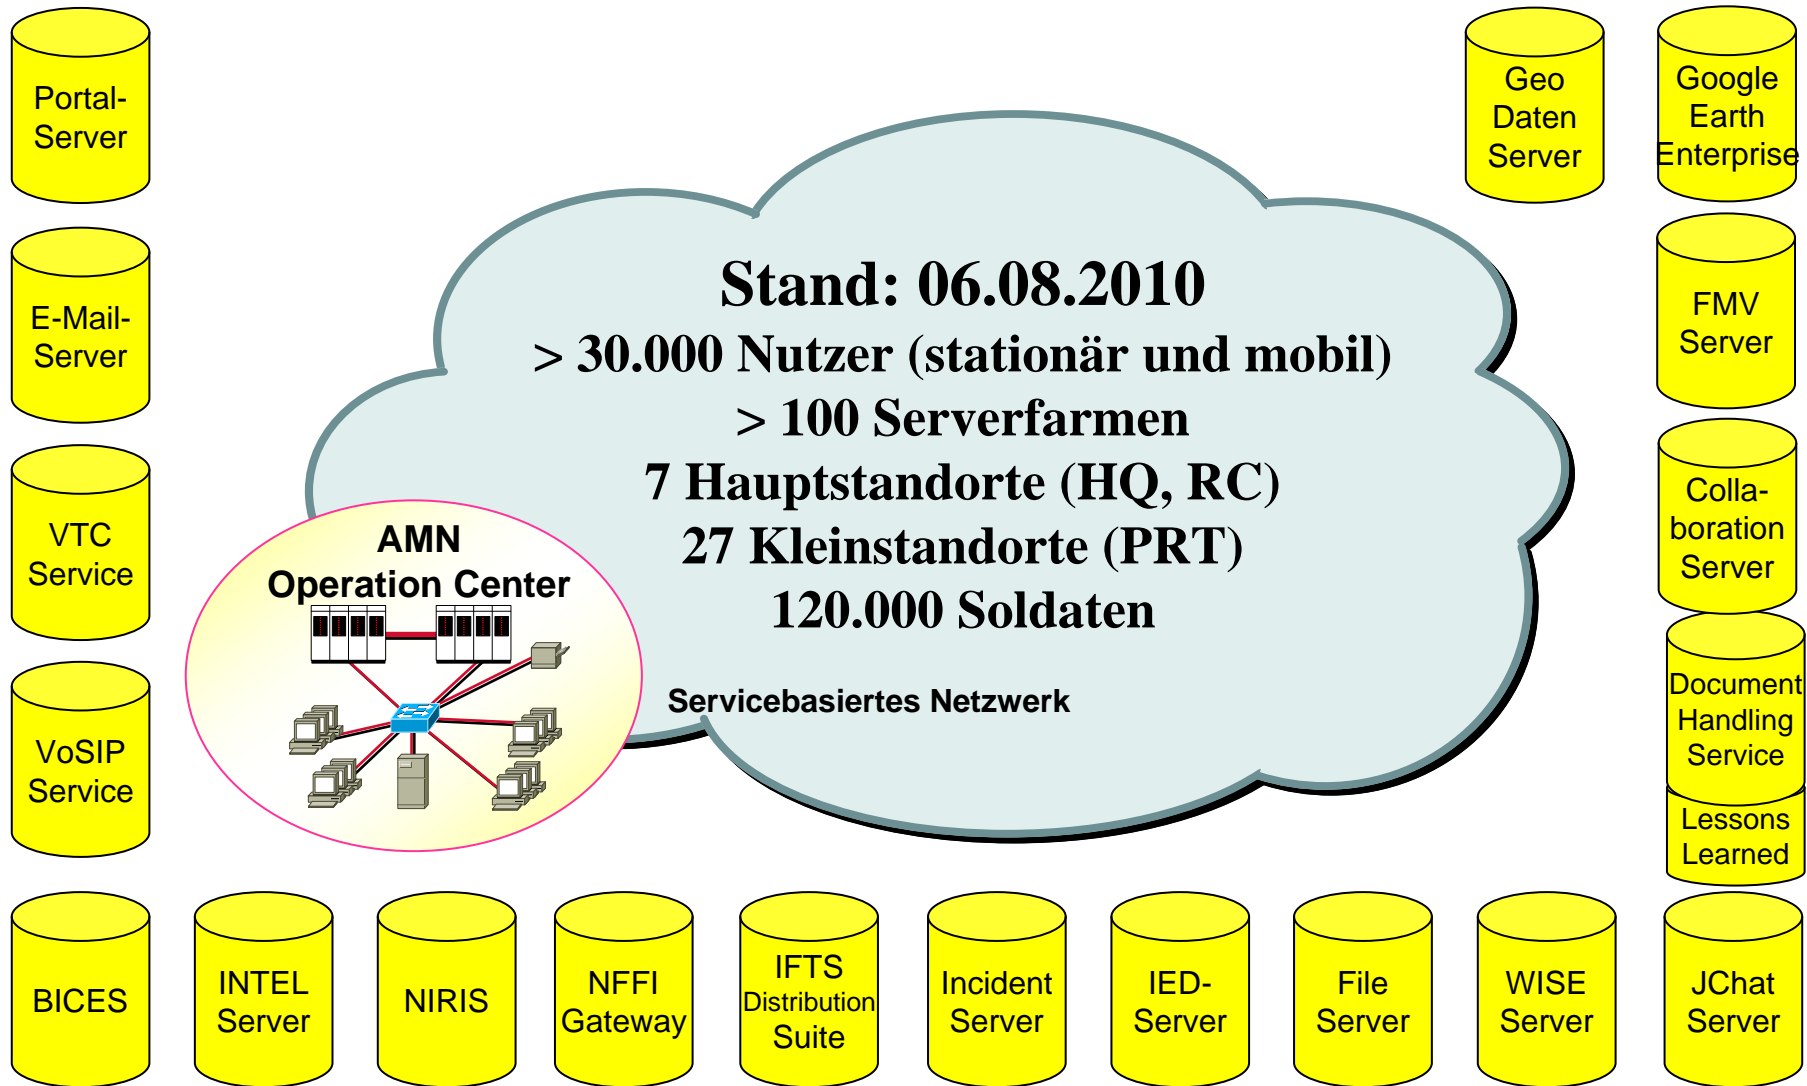 Portal-
Server
E-Mail-
Server
VTC
Service
VoSIP
Service
Geo
Daten
Server
Google
Earth
Enterprise
FMV
Server
Colla-
boration
Server
Document
Handling
Service
Lessons
Learned
Stand: 06.08.2010
> 30.000 Nutzer (stationär und mobil)
> 100 Serverfarmen
7 Hauptstandorte (HQ, RC)
27 Kleinstandorte (PRT)
120.000 Soldaten
Servicebasiertes Netzwerk
AMN
Operation Center
BICES
INTEL
Server
NIRIS
NFFI
Gateway
IFTS
Distribution
Suite
Incident
Server
IED-
Server
File
Server
WISE
Server
JChat
Server